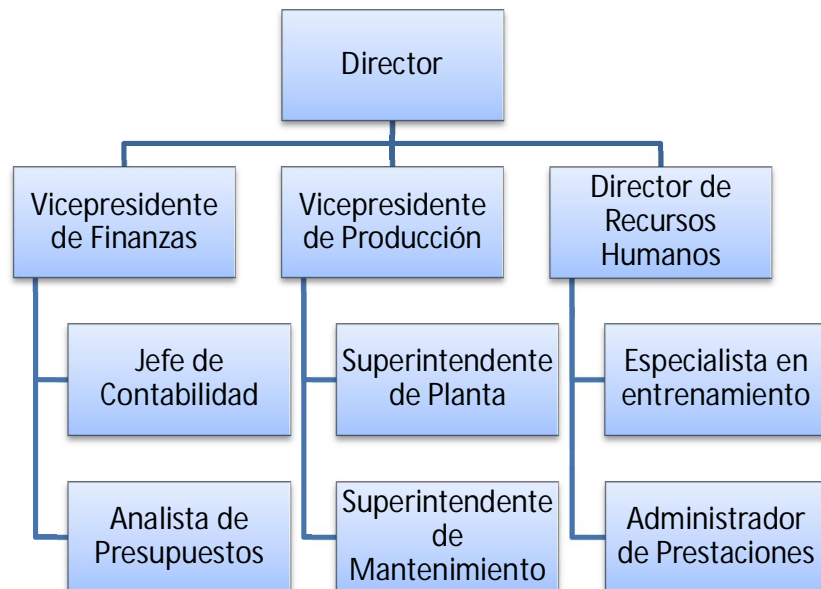 Director
Vicepresidente
de Finanzas
Vicepresidente
de Producción
Director de
Recursos
Humanos
Jefe de
Contabilidad
Superintendente
de Planta
Especialista en
entrenamiento
Analista de
Presupuestos
Superintendente
de
Mantenimiento
Administrador
de Prestaciones